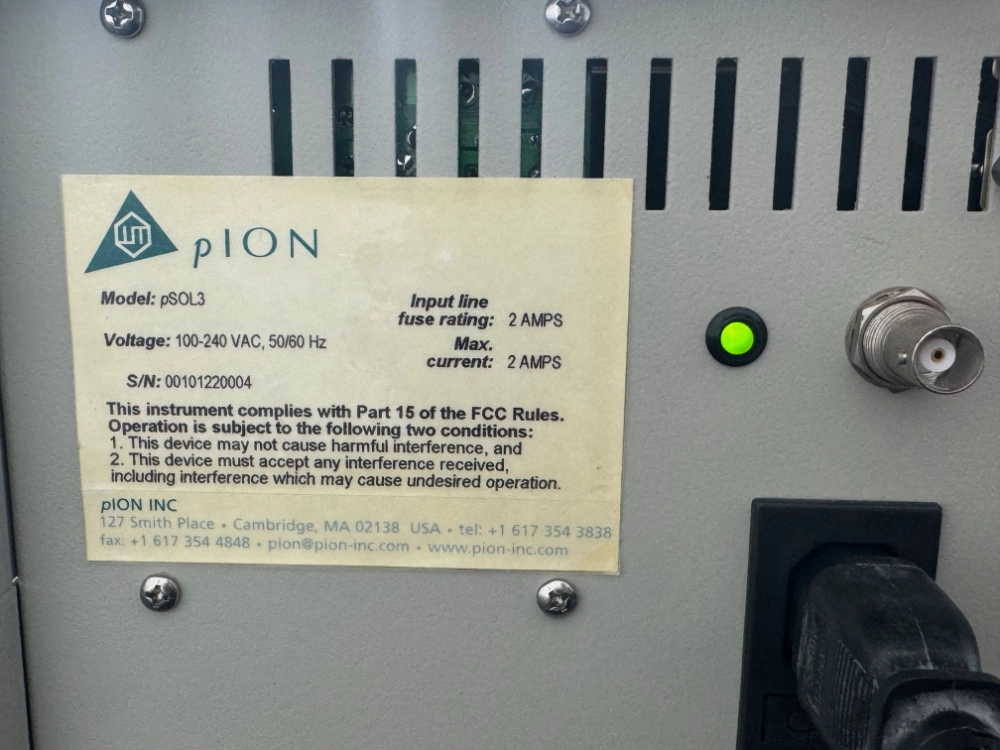 pION
Model: pSOL3
Voltage: 100-240 VAC, 50/60 Hz
S/N: 00101220004
Input line
fuse rating: 2 AMPS
Max.
current: 2 AMPS
This instrument complies with Part 15 of the FCC Rules.
Operation is subject to the following two conditions:
1. This device may not cause harmful interference, and
2. This device must accept any interference received,
including interference which may cause undesired operation.
pION INC
127 Smith Place • Cambridge, MA 02138 USA • tel: +1 617 354 3838
fax: +1 617 354 4848 • pion@pion-inc.com • www.pion-inc.com